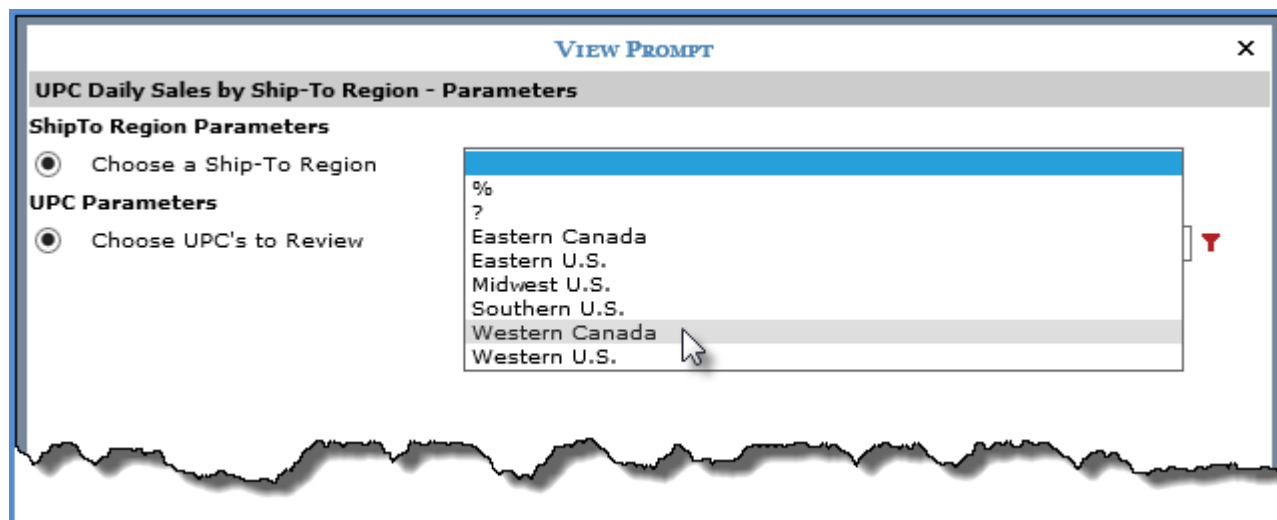 VIEW PROMPT
×
UPC Daily Sales by Ship-To Region - Parameters
ShipTo Region Parameters
Choose a Ship-To Region
%
?
UPC Parameters
Choose UPC's to Review
Eastern Canada
Eastern U.S.
Midwest U.S.
Southern U.S.
Western Canada
Western U.S.